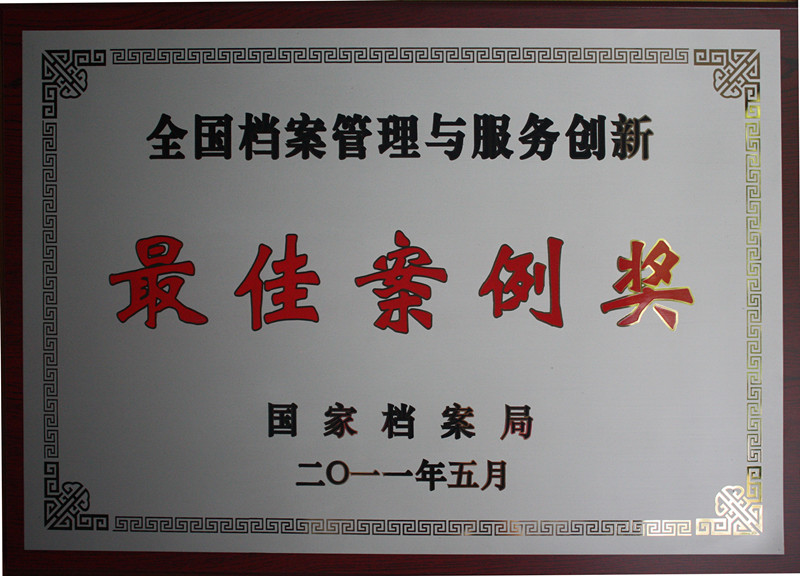 全国档案管理与服务创新
最佳案例奖
国家档案局
二〇一一年五月